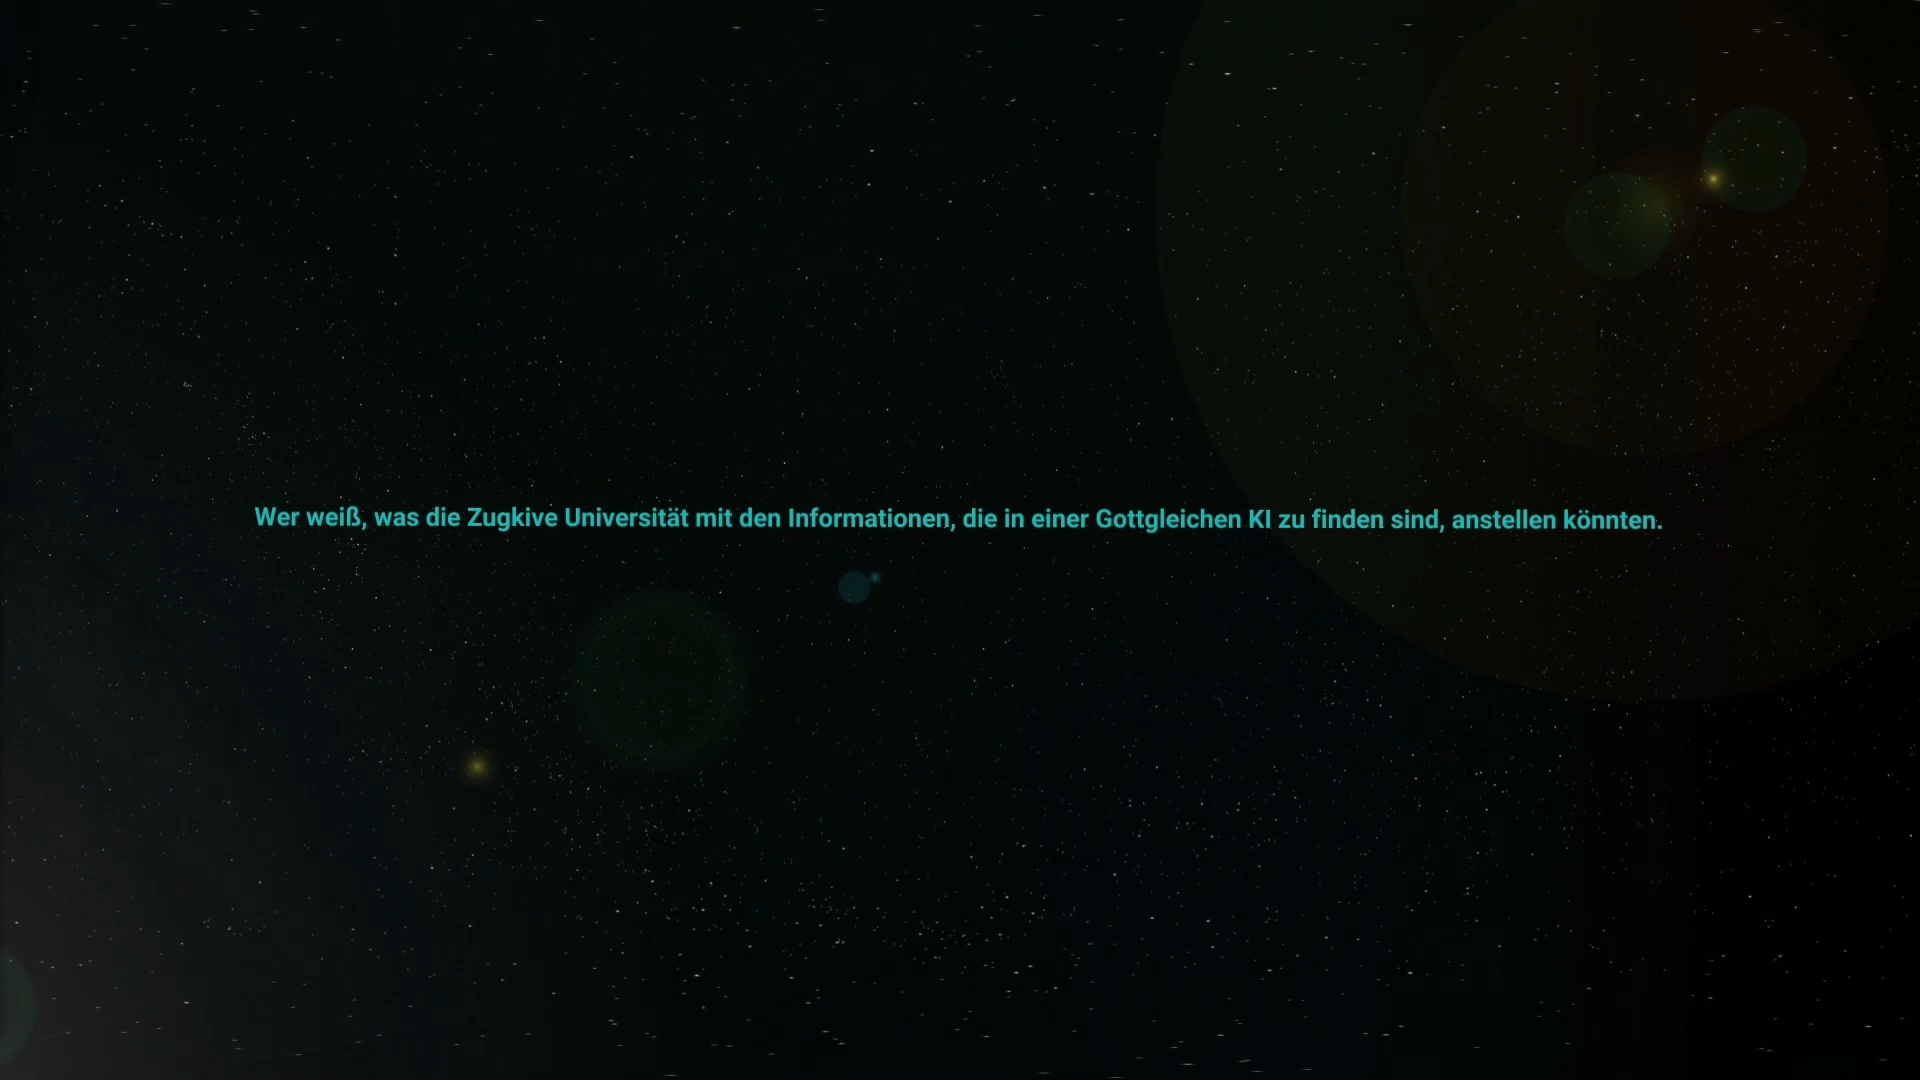 Wer weiß, was die Zugkive Universität mit den Informationen, die in einer Gottgleichen KI zu finden sind, anstellen könnten.